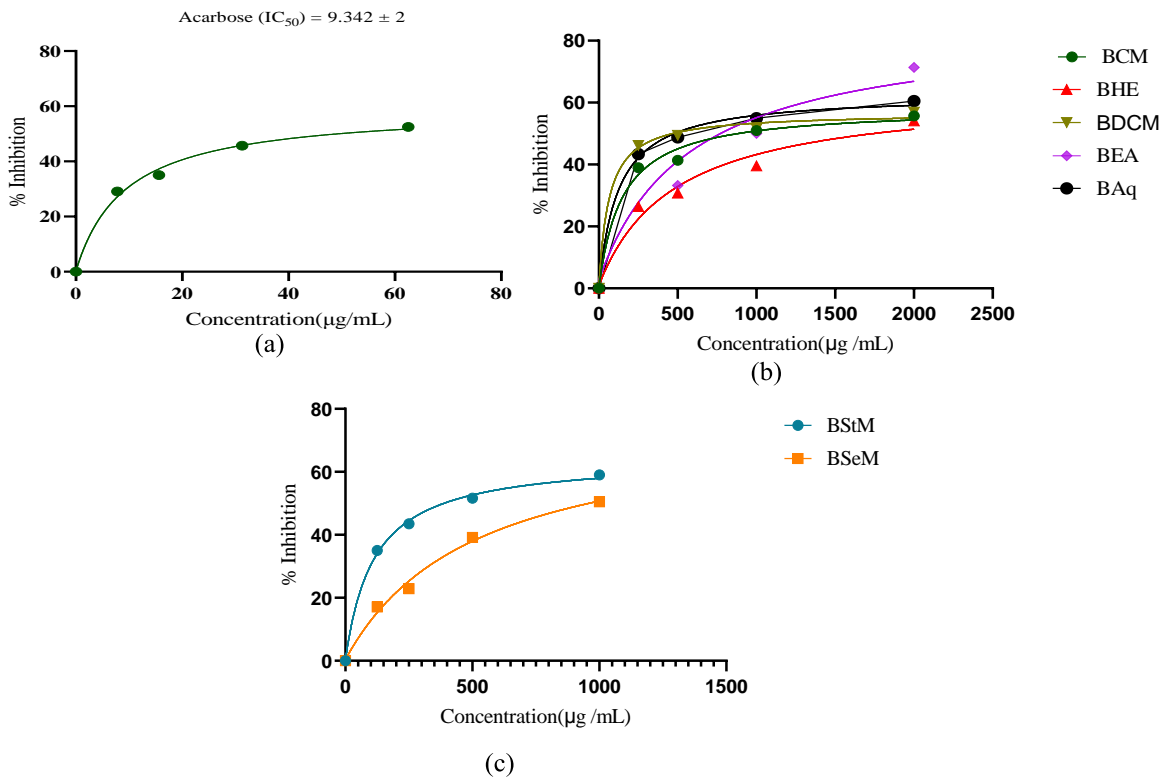 Acarbose (IC50) = 9.342 ± 2
80
60
40
20
0
% Inhibition
0 20 40 60 80
Concentration(μg/mL)
(a)
80
60
40
20
0
% Inhibition
0 500 1000 1500 2000 2500
Concentration(μg /mL)
(b)
BCM
BHE
BDCM
BEA
BAq
80
60
40
20
0
% Inhibition
0 500 1000 1500
Concentration(μg /mL)
(c)
BStM
BSeM